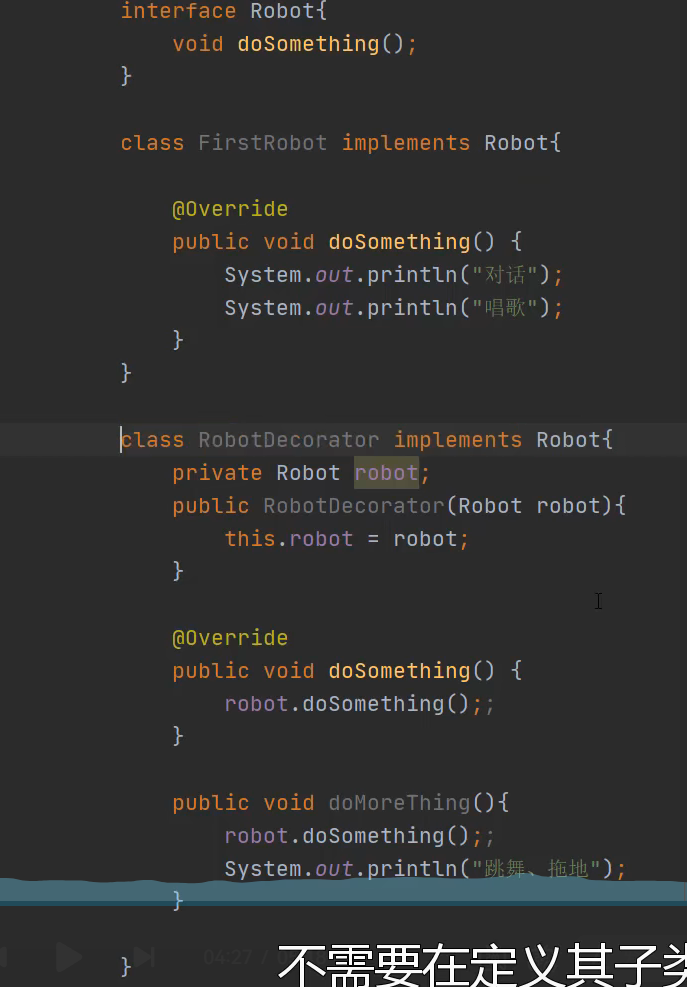 interface Robot{
void doSomething();
}
class FirstRobot implements Robot{
@Override
public void doSomething() {
System.out.println("对话");
System.out.println("唱歌");
}
}
class RobotDecorator implements Robot{
private Robot robot;
public RobotDecorator(Robot robot){
this.robot = robot;
}
@Override
public void doSomething() {
robot.doSomething();;
}
public void doMoreThing(){
robot.doSomething();;
System.out.println("跳舞、拖地");
}
04:27 /
}
不需要在定义其子类